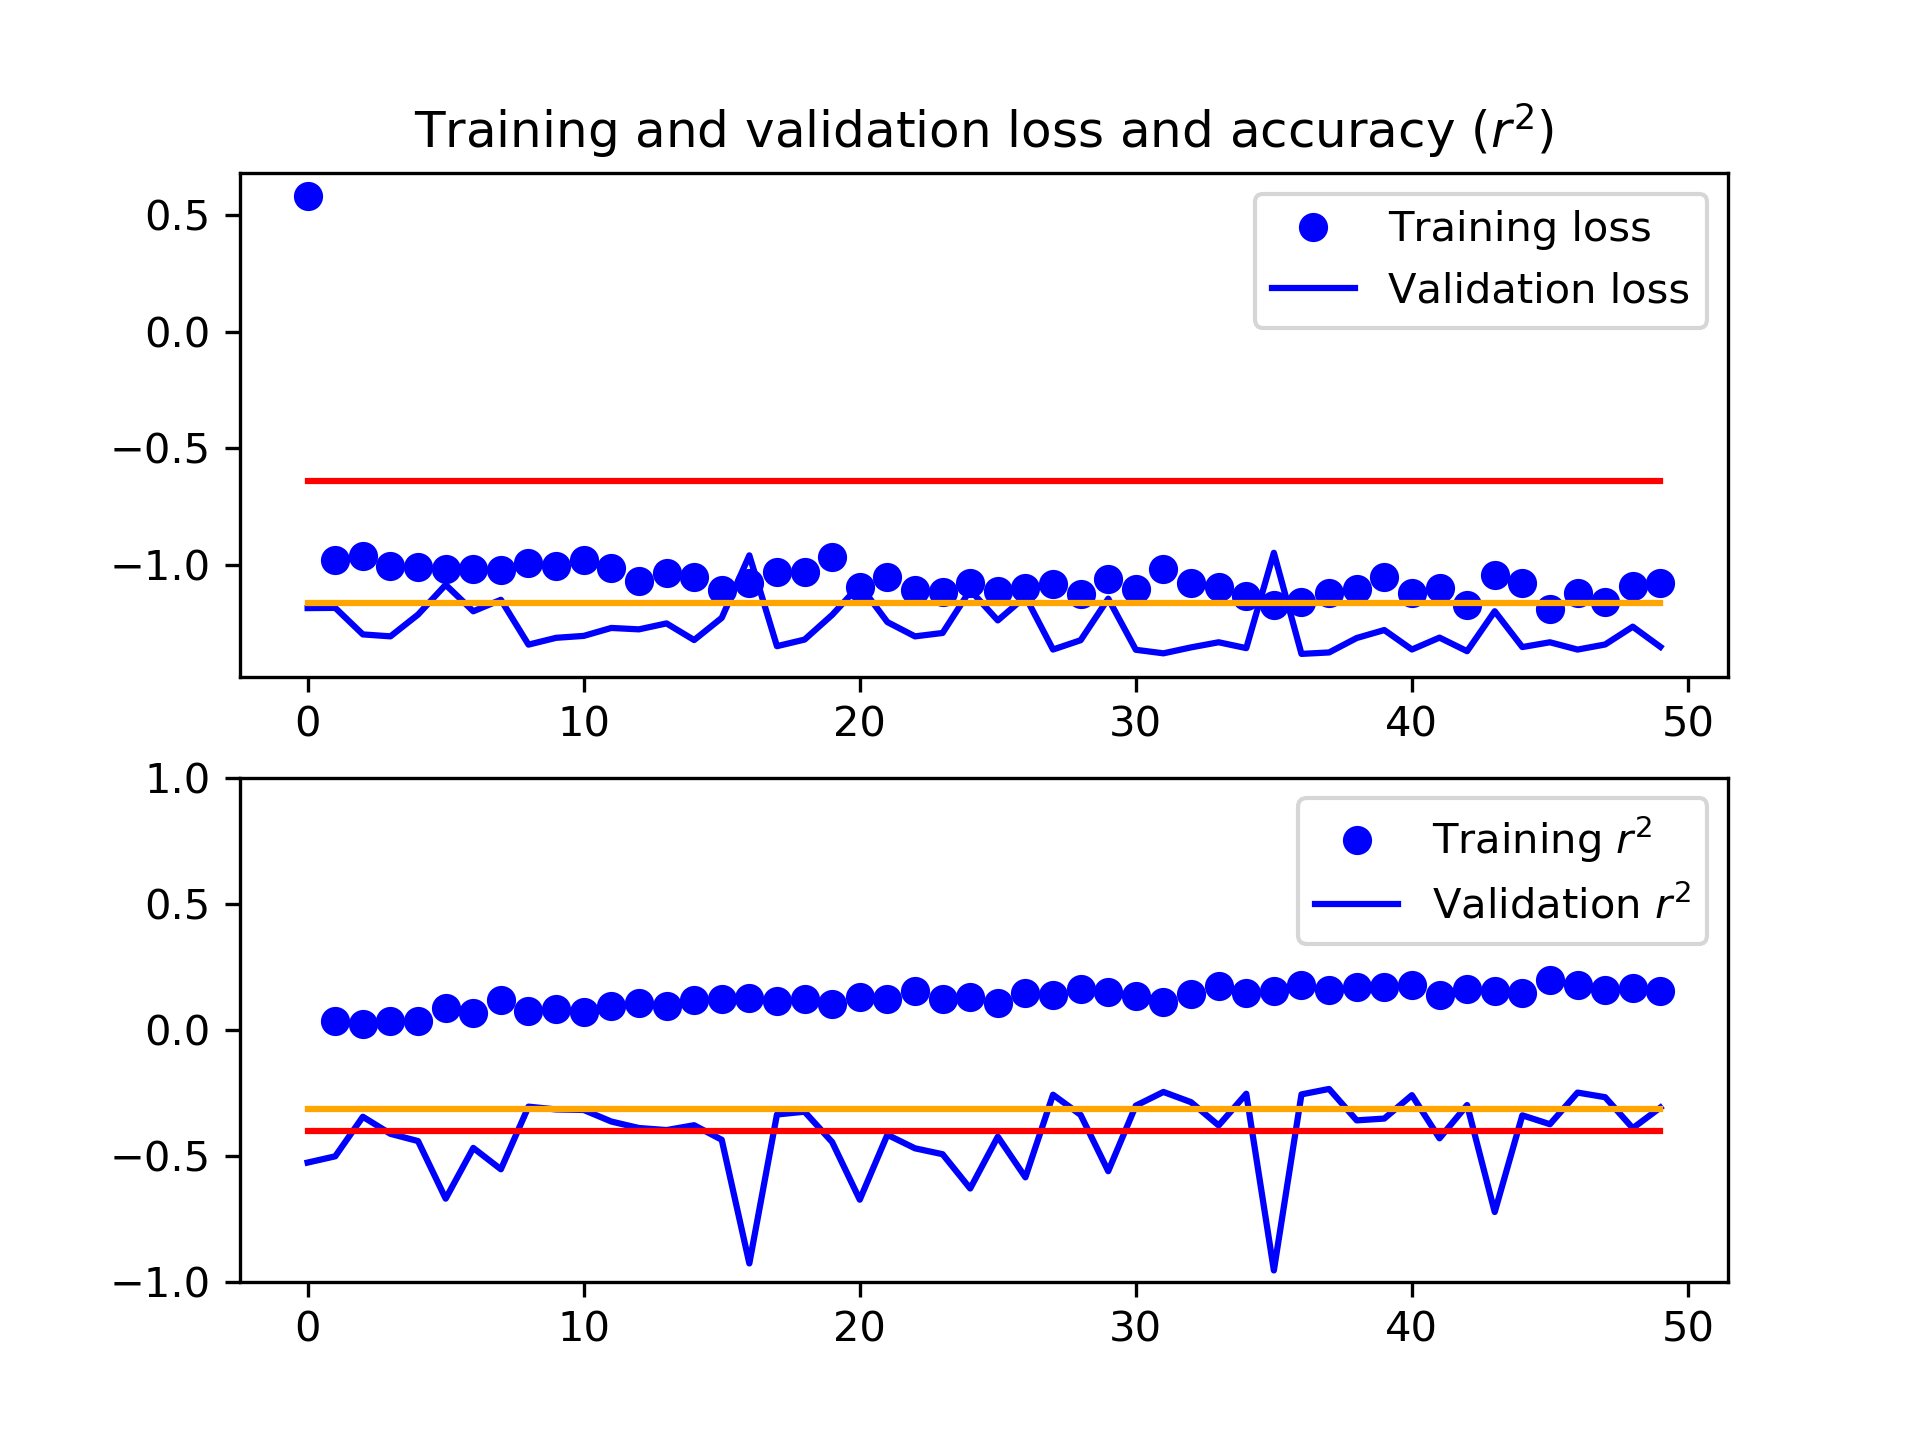 Training and validation loss and accuracy (r²)
0.5
0.0
−0.5
−1.0
Training loss
Validation loss
0 10 20 30 40 50
1.0
0.5
0.0
−0.5
−1.0
Training r²
Validation r²
0 10 20 30 40 50